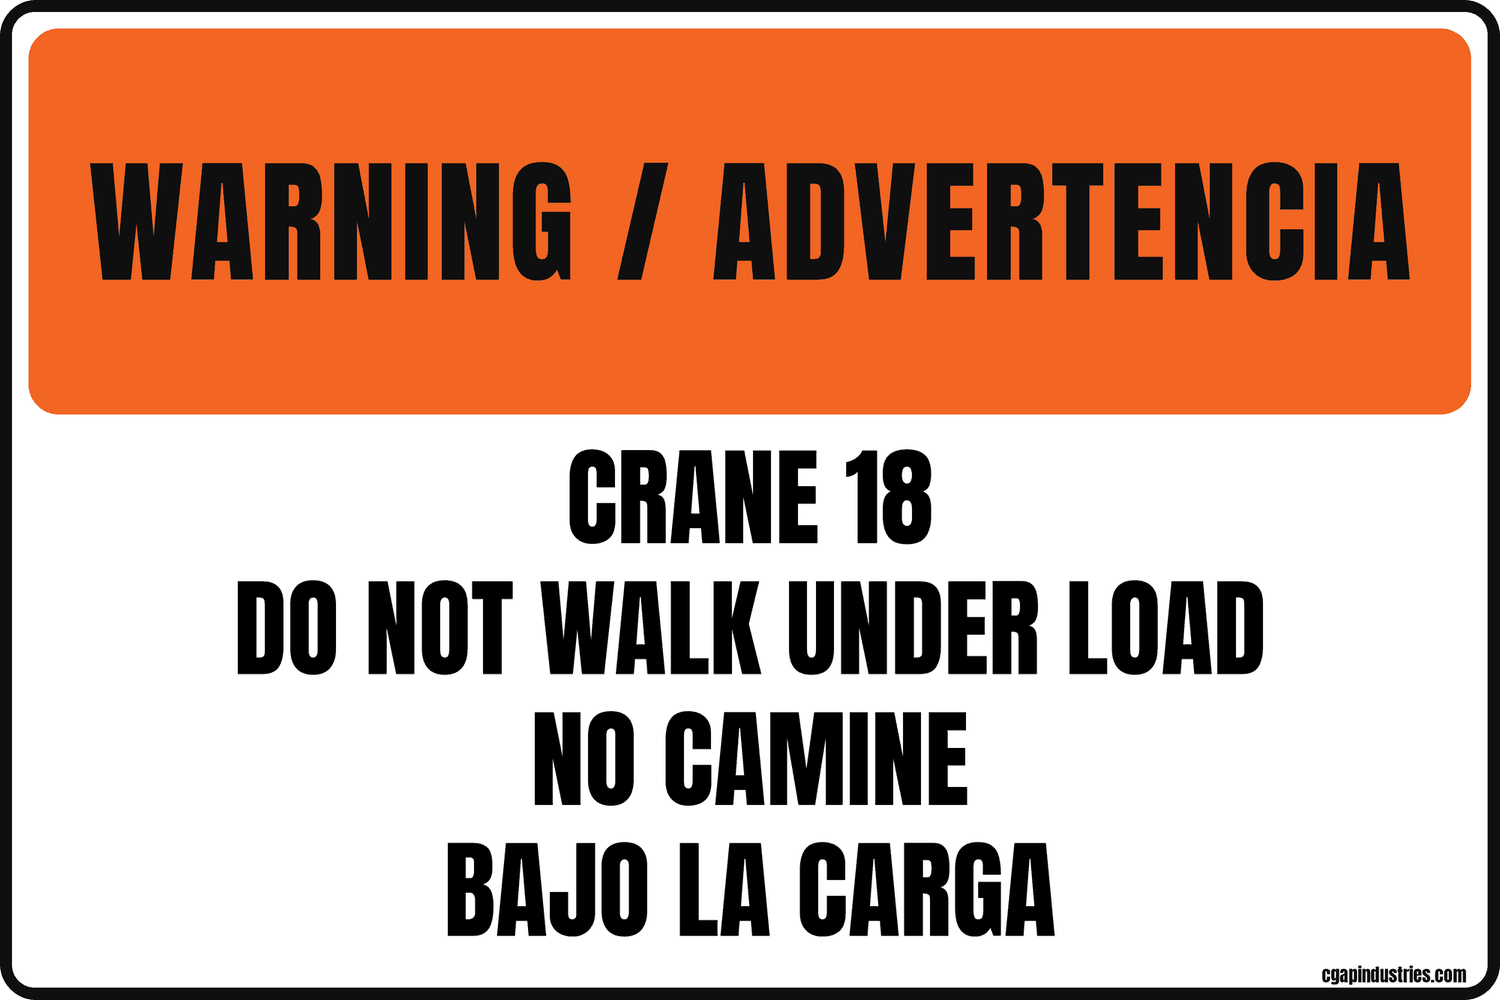 WARNING / ADVERTENCIA
CRANE 18
DO NOT WALK UNDER LOAD
NO CAMINE
BAJO LA CARGA
cgapindustries.com